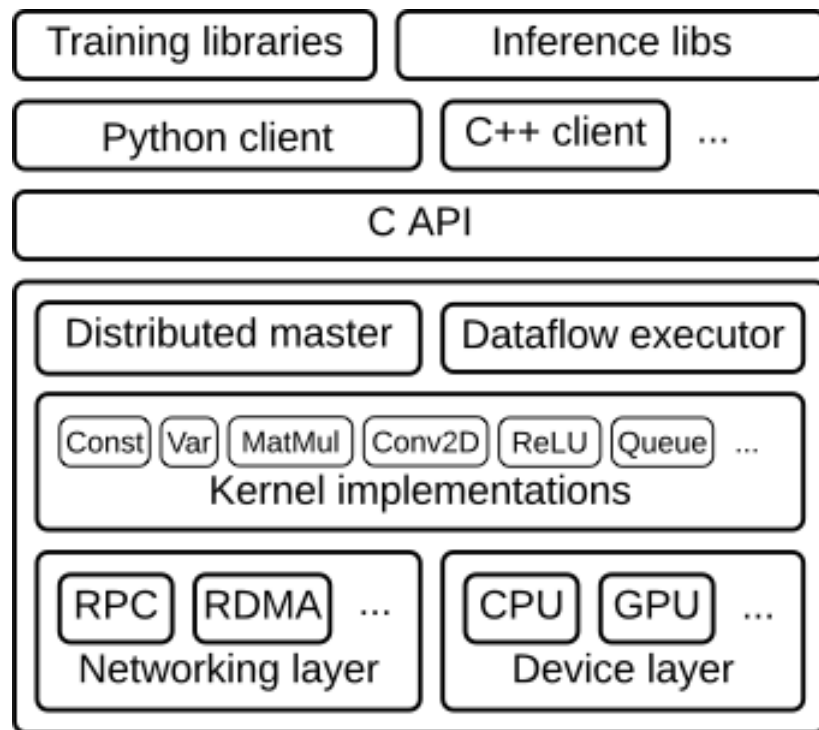 Training libraries Inference libs
Python client C++ client ...
C API
Distributed master Dataflow executor
Const Var MatMul Conv2D ReLU Queue ...
Kernel implementations
RPC RDMA ... CPU GPU ...
Networking layer Device layer